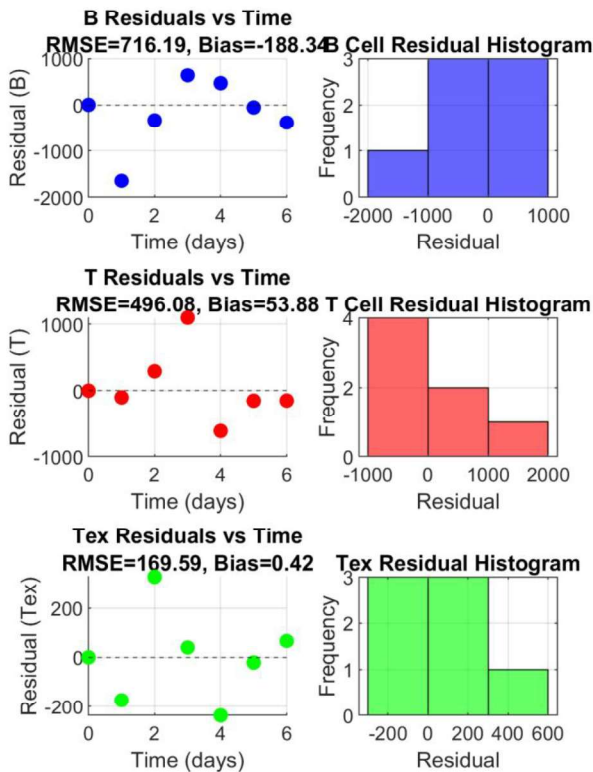 B Residuals vs Time
RMSE=716.19, Bias=-188.34
1000
0
-1000
-2000
Residual (B)
0 2 4 6
Time (days)
B Cell Residual Histogram
3
2
1
0
Frequency
-2000 -1000 0 1000
Residual
T Residuals vs Time
RMSE=496.08, Bias=53.88
1000
0
-1000
Residual (T)
0 2 4 6
Time (days)
T Cell Residual Histogram
4
2
0
Frequency
-1000 0 1000 2000
Residual
Tex Residuals vs Time
RMSE=169.59, Bias=0.42
200
0
-200
Residual (Tex)
0 2 4 6
Time (days)
Tex Residual Histogram
3
2
1
0
Frequency
-200 0 200 400 600
Residual